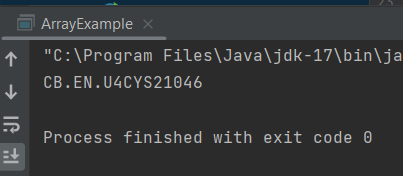 ArrayExample
"C:\Program Files\Java\jdk-17\bin\ja
CB.EN.U4CYS21046
Process finished with exit code 0